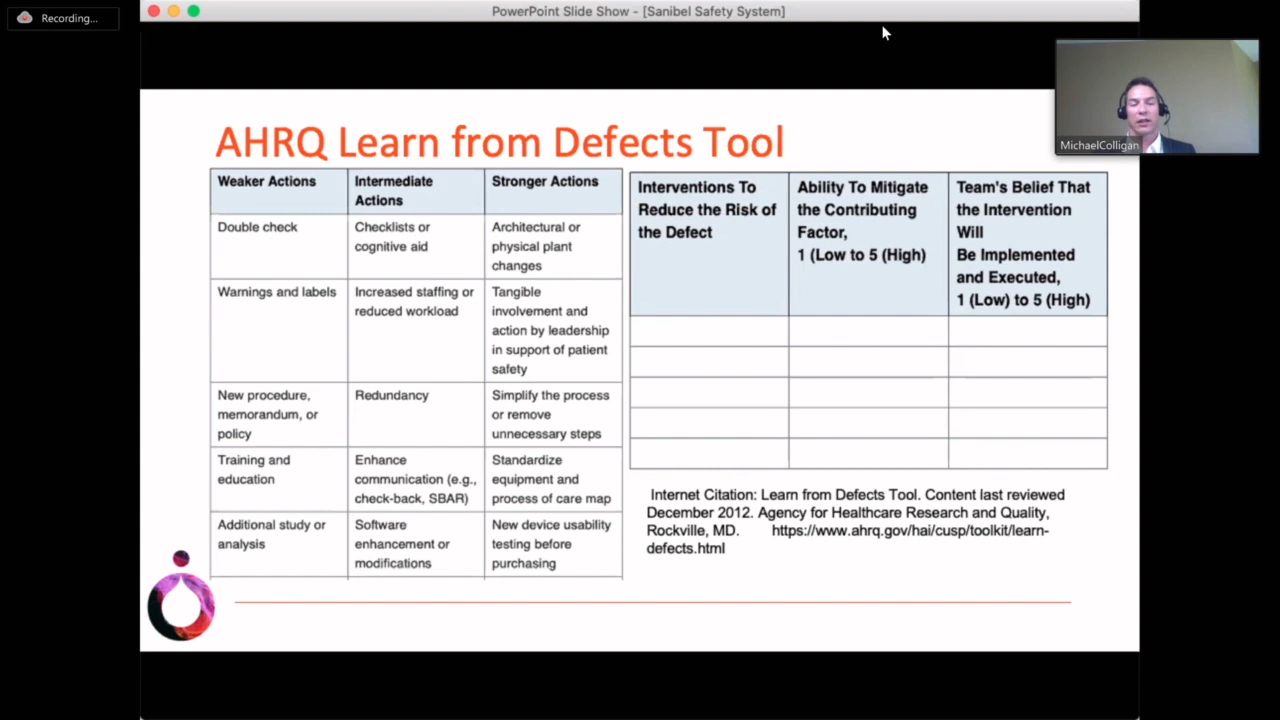 Recording...
PowerPoint Slide Show - [Sanibel Safety System]
MichaelColligan
AHRQ Learn from Defects Tool
Weaker Actions
Intermediate
Actions
Stronger Actions
Double check
Checklists or
cognitive aid
Architectural or
physical plant
changes
Warnings and labels
Increased staffing or
reduced workload
Tangible
involvement and
action by leadership
in support of patient
safety
New procedure,
memorandum, or
policy
Redundancy
Simplify the process
or remove
unnecessary steps
Training and
education
Enhance
communication (e.g.,
check-back, SBAR)
Standardize
equipment and
process of care map
Additional study or
analysis
Software
enhancement or
modifications
New device usability
testing before
purchasing
Interventions To
Reduce the Risk of
the Defect
Ability To Mitigate
the Contributing
Factor,
1 (Low to 5 (High)
Team's Belief That
the Intervention
Will
Be Implemented
and Executed,
1 (Low) to 5 (High)
Internet Citation: Learn from Defects Tool. Content last reviewed
December 2012. Agency for Healthcare Research and Quality,
Rockville, MD. https://www.ahrq.gov/hai/cusp/toolkit/learn-
defects.html